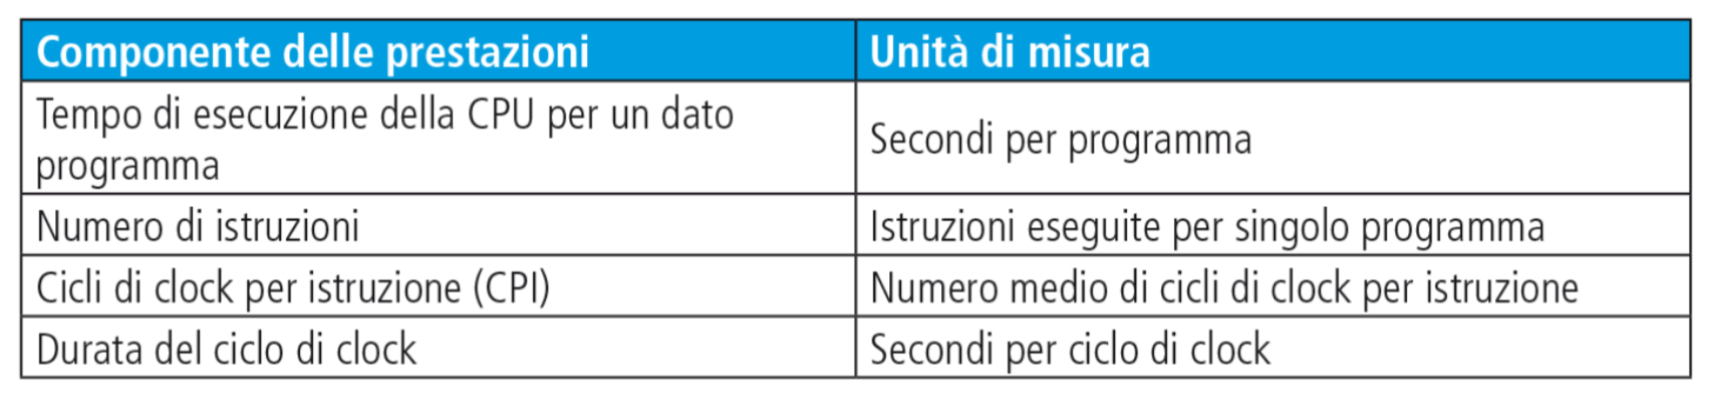 Componente delle prestazioni
Unità di misura
Tempo di esecuzione della CPU per un dato
programma
Secondi per programma
Numero di istruzioni
Istruzioni eseguite per singolo programma
Cicli di clock per istruzione (CPI)
Numero medio di cicli di clock per istruzione
Durata del ciclo di clock
Secondi per ciclo di clock